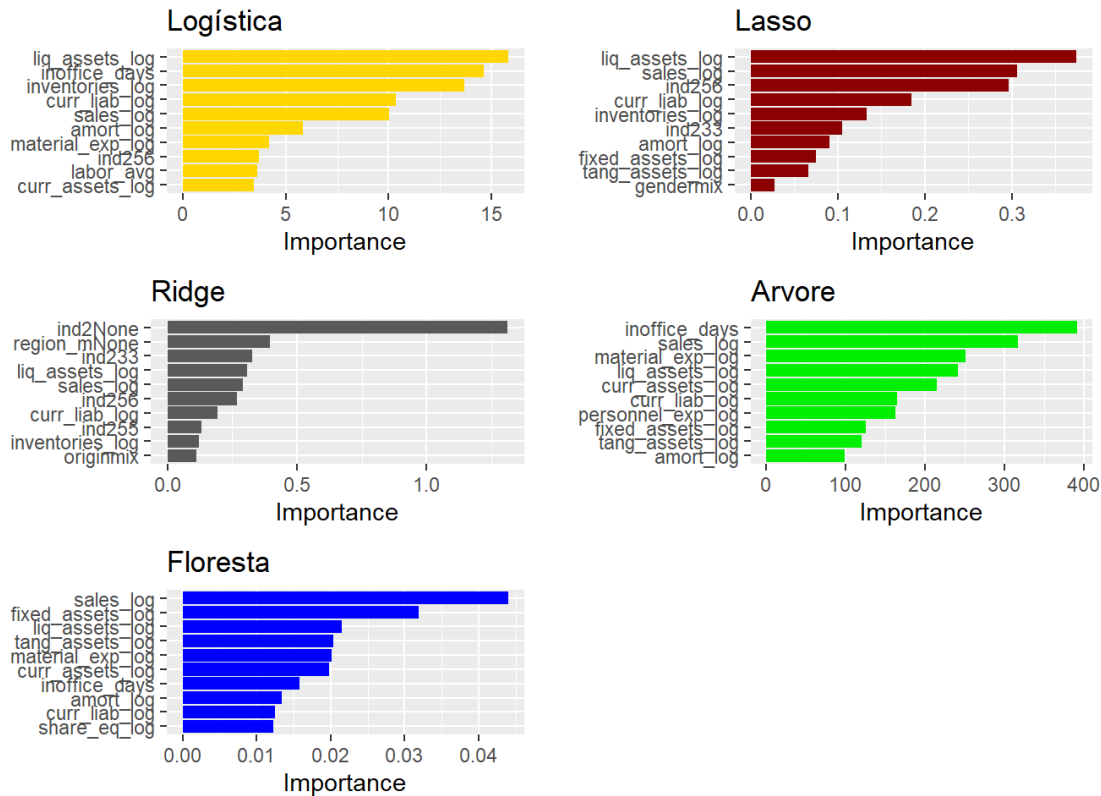 Logística
liq_assets_log
inoffice_days
inventories_log
curr_liab_log
sales_log
amort_log
material_exp_log
ind256
labor_avg
curr_assets_log
0 5 10 15
Importance
Lasso
liq_assets_log
sales_log
ind256
curr_liab_log
inventories_log
ind233
amort_log
fixed_assets_log
tang_assets_log
gendermix
0.0 0.1 0.2 0.3
Importance
Ridge
ind2None
region_mNone
ind233
liq_assets_log
sales_log
ind256
curr_liab_log
ind255
inventories_log
originmix
0.0 0.5 1.0
Importance
Arvore
inoffice_days
sales_log
material_exp_log
liq_assets_log
curr_assets_log
curr_liab_log
personnel_exp_log
fixed_assets_log
tang_assets_log
amort_log
0 100 200 300 400
Importance
Floresta
sales_log
fixed_assets_log
liq_assets_log
tang_assets_log
material_exp_log
curr_assets_log
inoffice_days
amort_log
curr_liab_log
share_eq_log
0.00 0.01 0.02 0.03 0.04
Importance